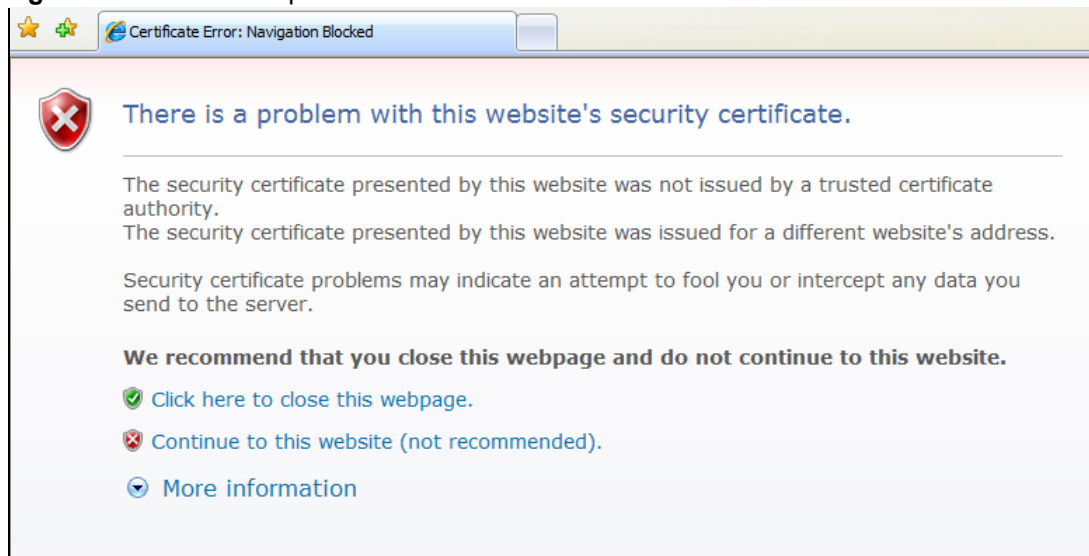 Certificate Error: Navigation Blocked
There is a problem with this website's security certificate.
The security certificate presented by this website was not issued by a trusted certificate
authority.
The security certificate presented by this website was issued for a different website's address.
Security certificate problems may indicate an attempt to fool you or intercept any data you
send to the server.
We recommend that you close this webpage and do not continue to this website.
Click here to close this webpage.
Continue to this website (not recommended).
More information